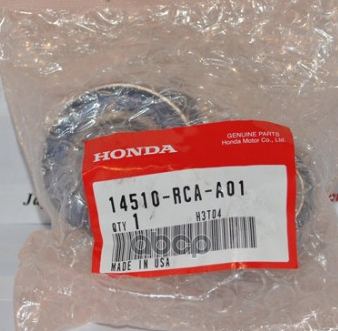 GENUINE PARTS
Honda Motor Co., Ltd.
HONDA
14510-RCA-A01
QTY 1 H3T04
MADE IN USA